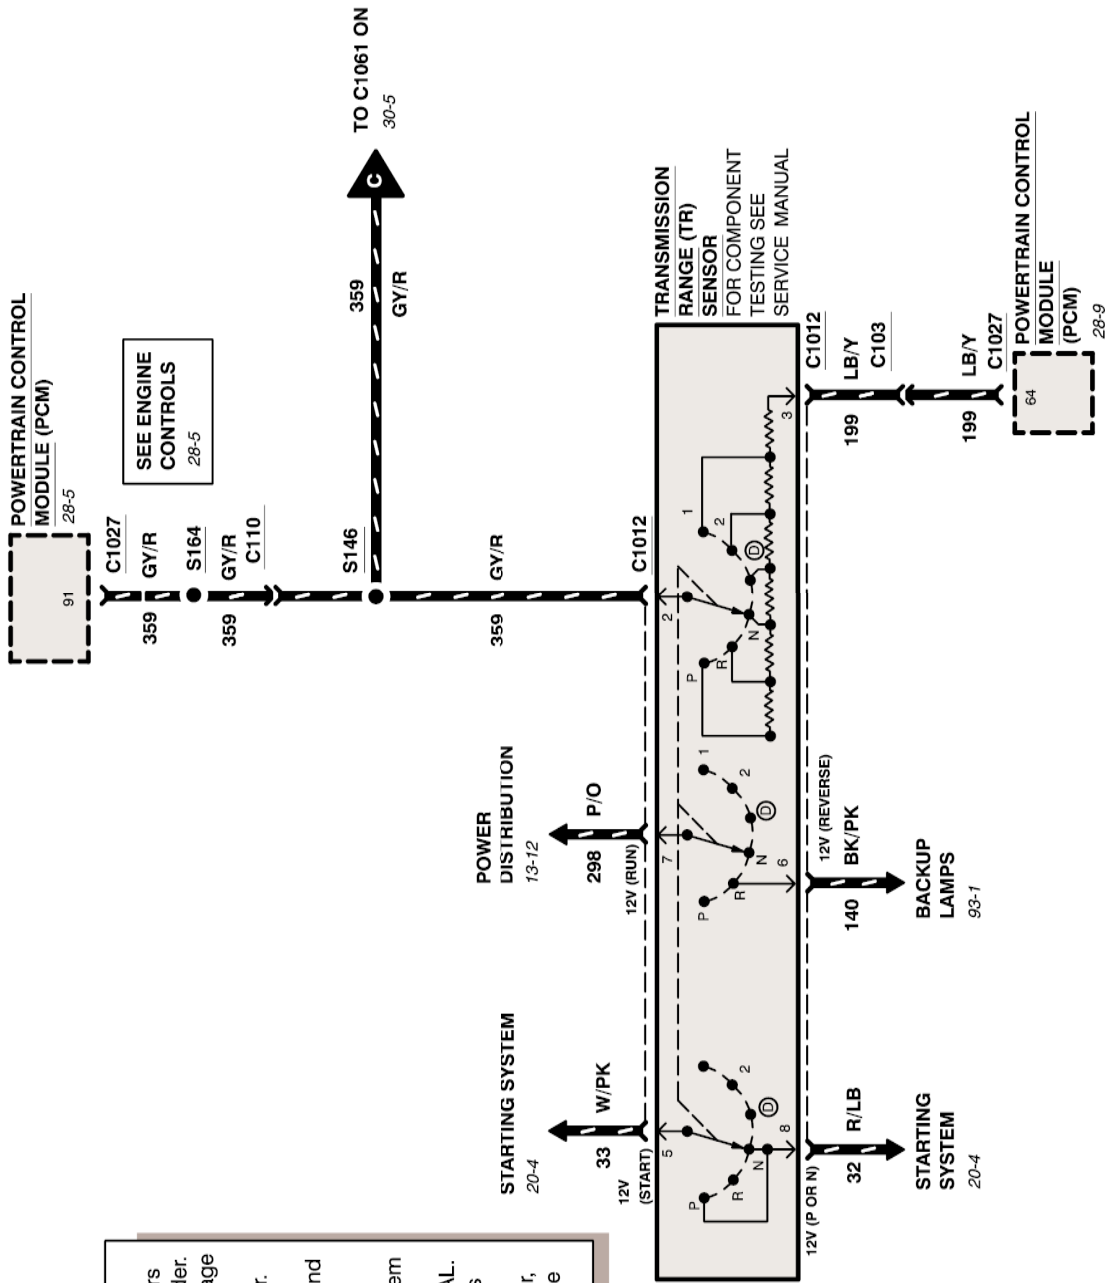 POWERTRAIN CONTROL
MODULE (PCM)
28-5
91
C1027
359
GY/R
S164
359
GY/R
C110
SEE ENGINE
CONTROLS
28-5
S146
359
GY/R
C
TO C1061 ON
30-5
359
GY/R
C1012
STARTING SYSTEM
20-4
33
W/PK
12V
(START)
POWER
DISTRIBUTION
13-12
298
P/O
12V (RUN)
TRANSMISSION
RANGE (TR)
SENSOR
FOR COMPONENT
TESTING SEE
SERVICE MANUAL
5
P
R
N
D
2
8
7
P
R
N
D
2
1
6
2
P
R
N
D
2
1
3
12V (P OR N)
32
R/LB
STARTING
SYSTEM
20-4
12V (REVERSE)
140
BK/PK
BACKUP
LAMPS
93-1
C1012
199
LB/Y
C103
199
LB/Y
C1027
64
POWERTRAIN CONTROL
MODULE
(PCM)
28-9